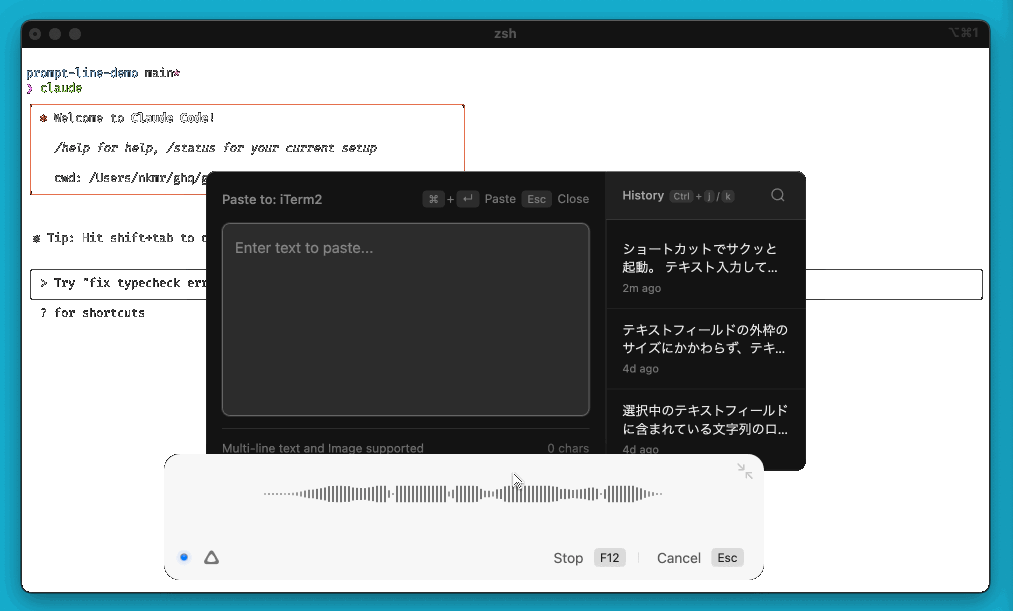 zsh
⌥⌘1
prompt-line-demo main*
❯ claude
* Welcome to Claude Code!
/help for help, /status for your current setup
cwd: /Users/nkmr/ghq/g
* Tip: Hit shift+tab to
> Try "fix typecheck err
? for shortcuts
Paste to: iTerm2
⌘ + ↵ Paste Esc Close
Enter text to paste...
Multi-line text and Image supported
0 chars
History Ctrl + j / k
ショートカットでサクッと
起動。 テキスト入力して...
2m ago
テキストフィールドの外枠の
サイズにかかわらず、テキ...
4d ago
選択中のテキストフィールド
に含まれている文字列のロ...
4d ago
Stop F12
Cancel Esc